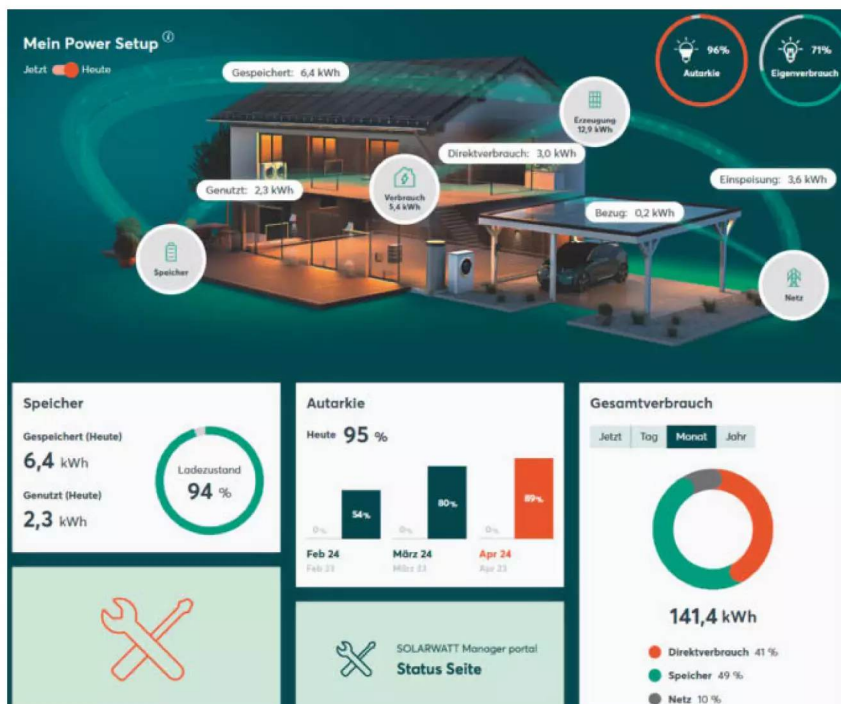 Mein Power Setup i
Jetzt Heute
96%
Autarkie
71%
Eigenverbrauch
Gespeichert: 6,4 kWh
Erzeugung
12,9 kWh
Direktverbrauch: 3,0 kWh
Einspeisung: 3,6 kWh
Genutzt: 2,3 kWh
Verbrauch
5,4 kWh
Bezug: 0,2 kWh
Speicher
Netz
Speicher
Gespeichert (Heute)
6,4 kWh
Genutzt (Heute)
2,3 kWh
Ladezustand
94 %
Autarkie
Heute 95 %
0% 54% 0% 80% 0% 89%
Feb 24 März 24 Apr 24
Feb 23 März 23 Apr 23
SOLARWATT Manager portal
Status Seite
Gesamtverbrauch
Jetzt Tag Monat Jahr
141,4 kWh
Direktverbrauch 41 %
Speicher 49 %
Netz 10 %